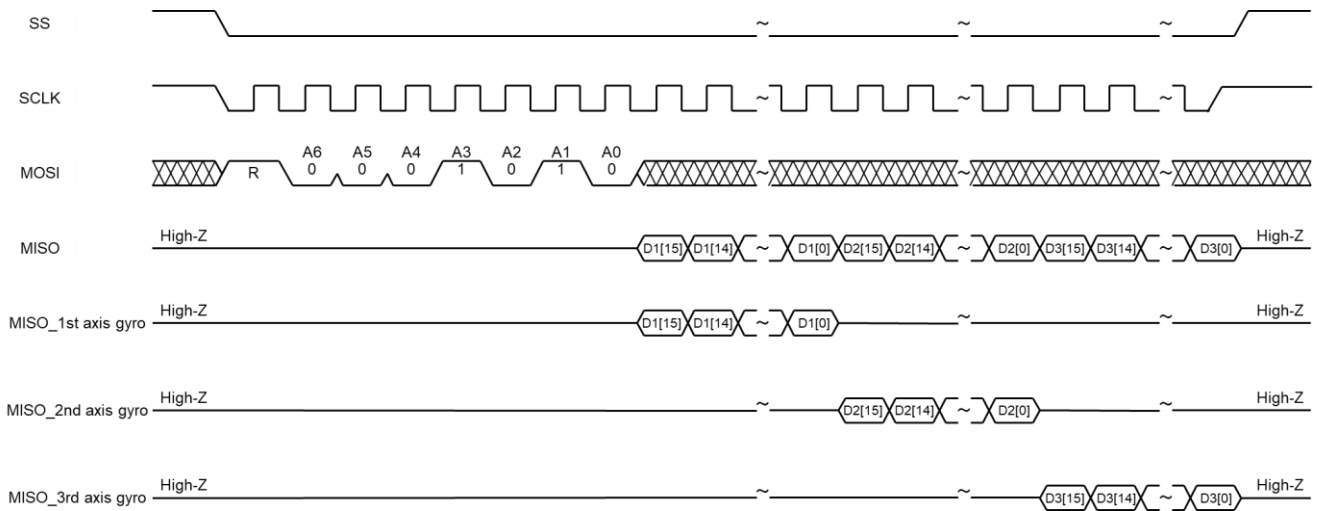 SS
~ ~ ~
SCLK
~ ~ ~
A6 A5 A4 A3 A2 A1 A0
MOSI R 0 0 0 1 0 1 0 ~ ~ ~
MISO High-Z D1[15] D1[14] ~ D1[0] D2[15] D2[14] ~ D2[0] D3[15] D3[14] ~ D3[0] High-Z
MISO_1st axis gyro High-Z D1[15] D1[14] ~ D1[0] ~ ~ High-Z
MISO_2nd axis gyro High-Z ~ D2[15] D2[14] ~ D2[0] ~ High-Z
MISO_3rd axis gyro High-Z ~ ~ D3[15] D3[14] ~ D3[0] High-Z